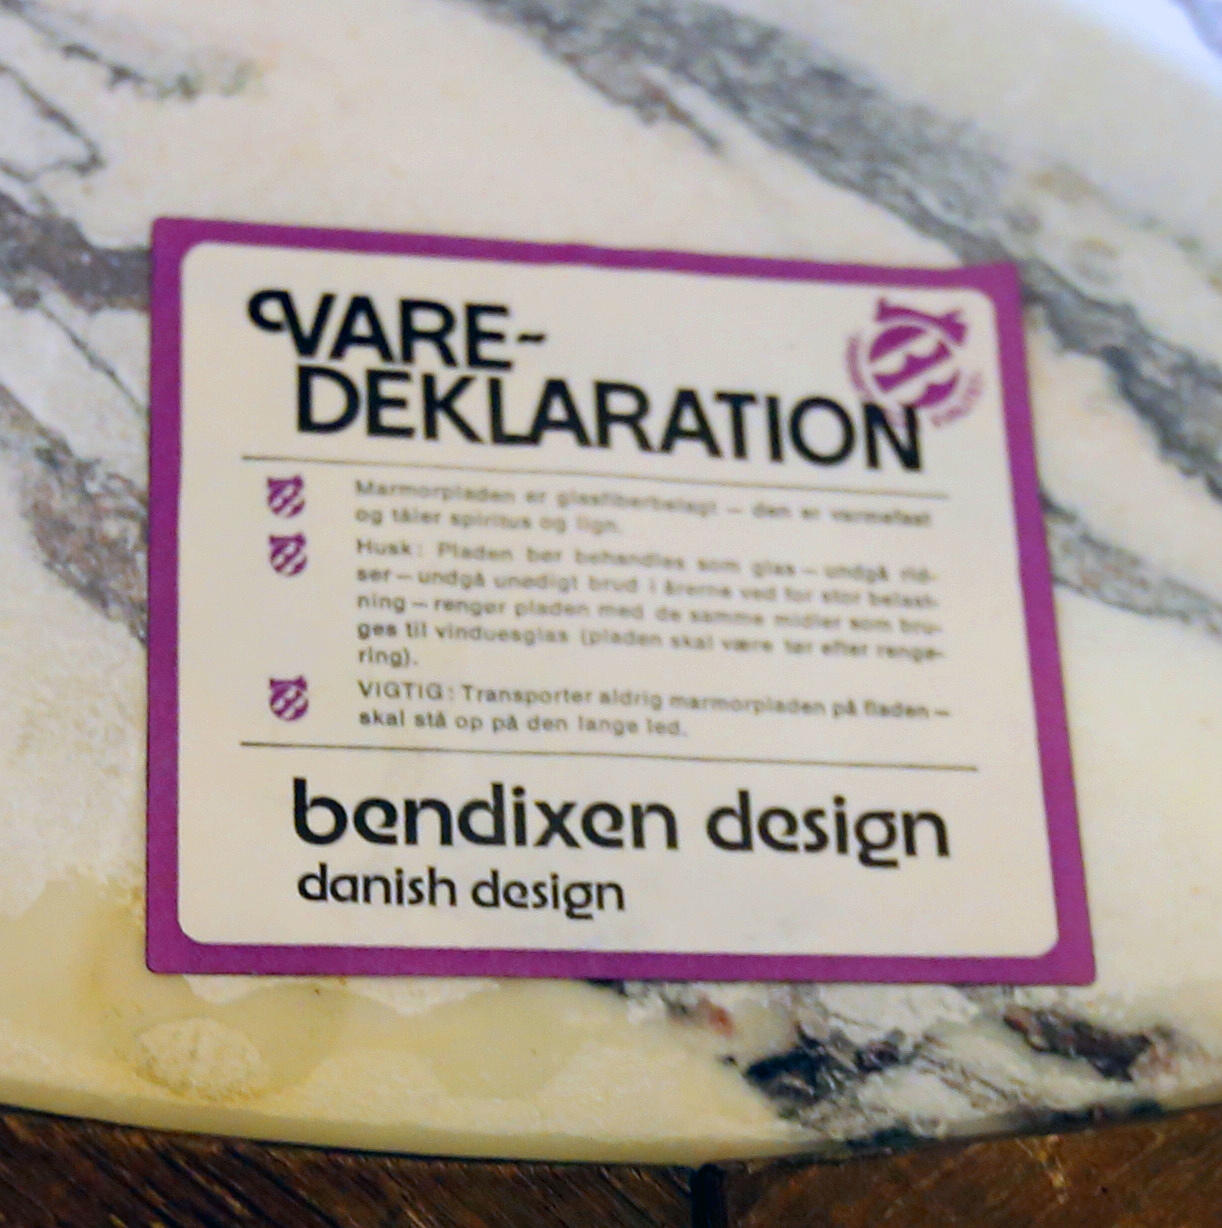 VARE-
DEKLARATION
Marmorpladen er glasfiberbelagt — den er varmefast
og tåler spiritus og lign.
Husk: Pladen bør behandles som glas — undgå rid-
ser — undgå unødigt brud i årerne ved for stor belast-
ning — rengør pladen med de samme midler som bru-
ges til vinduesglas (pladen skal være tør efter rengø-
ring).
VIGTIG: Transporter aldrig marmorpladen på fladen —
skal stå op på den lange led.
bendixen design
danish design